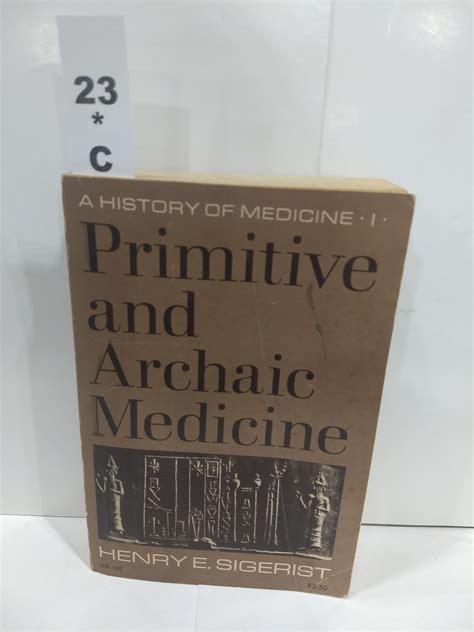 23
*
C
A HISTORY OF MEDICINE · I ·
Primitive
and
Archaic
Medicine
HENRY E. SIGERIST